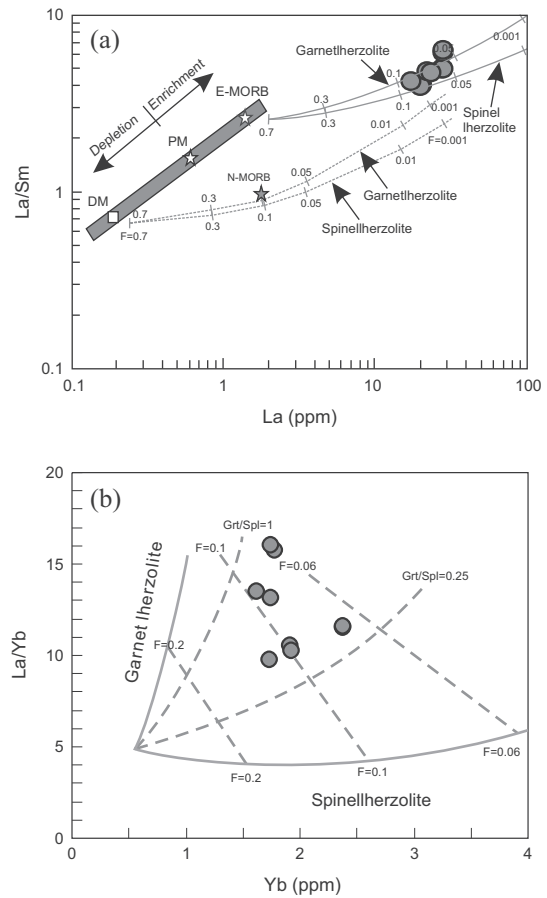 10
(a)
Garnetlherzolite
0.05
0.001
0.1
0.05
Enrichment
Depletion
E-MORB
0.3
0.1
0.001
Spinel
lherzolite
0.7
0.3
0.01
F=0.001
PM
La/Sm
N-MORB
0.05
0.01
Garnetlherzolite
1
DM
0.7
0.3
0.1
0.05
F=0.7
0.3
Spinellherzolite
0.1
0.1
1
10
100
La (ppm)
20
(b)
Grt/Spl=1
F=0.1
15
F=0.06
Grt/Spl=0.25
Garnet lherzolite
La/Yb
F=0.2
10
5
F=0.2
F=0.1
F=0.06
Spinellherzolite
0
0
1
2
3
4
Yb (ppm)